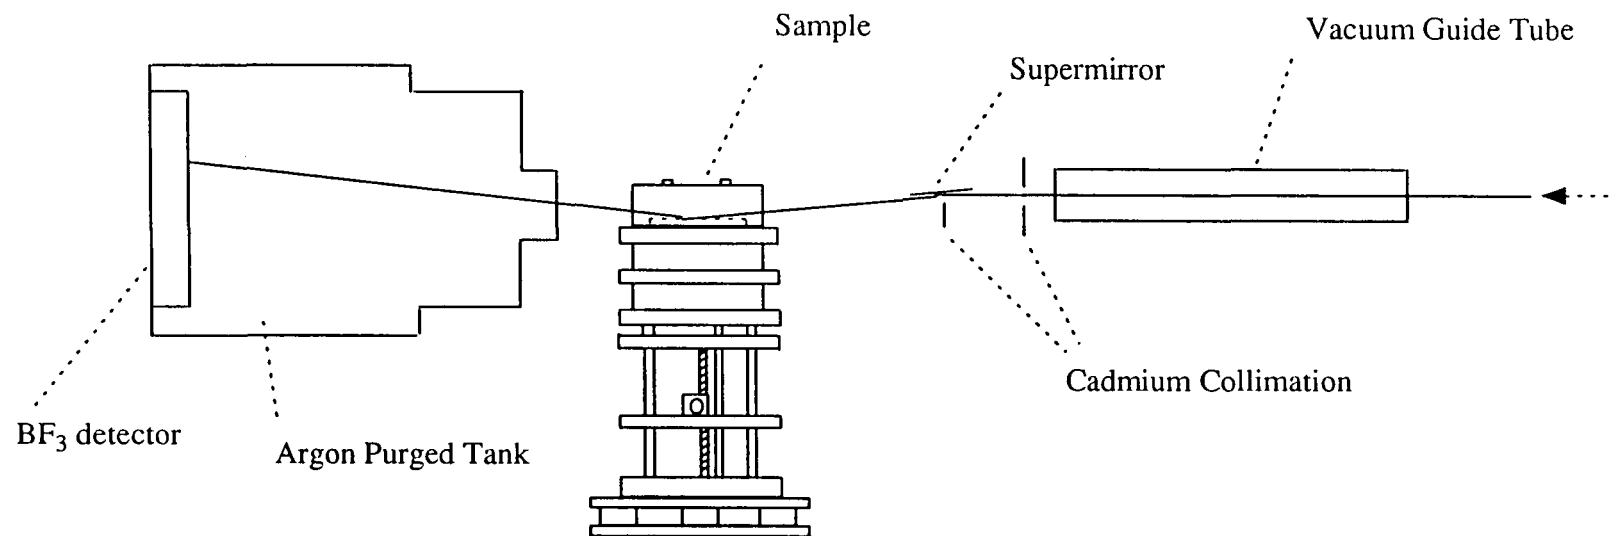 Sample
Vacuum Guide Tube
Supermirror
Cadmium Collimation
BF3 detector
Argon Purged Tank